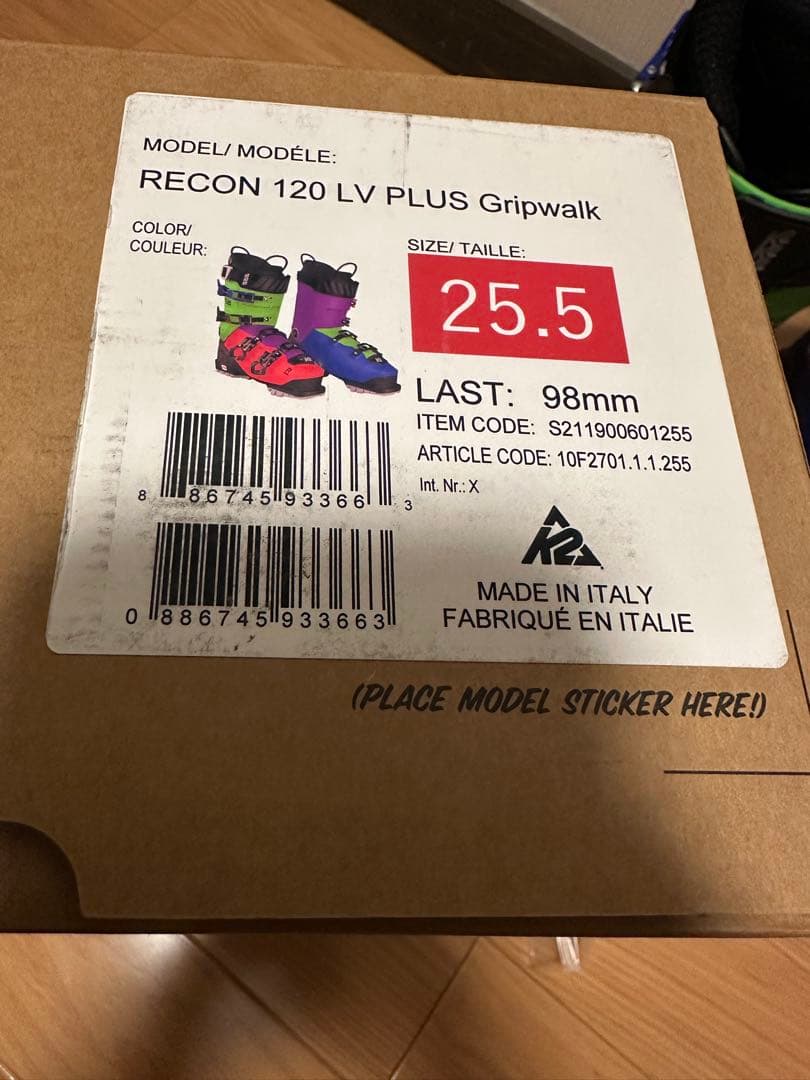 MODEL/ MODÉLE:
RECON 120 LV PLUS Gripwalk
COLOR/
COULEUR:
SIZE/ TAILLE:
25.5
LAST: 98mm
ITEM CODE: S211900601255
ARTICLE CODE: 10F2701.1.1.255
Int. Nr.: X
8 86745 93366 3
0 886745 933663
K2
MADE IN ITALY
FABRIQUÉ EN ITALIE
(PLACE MODEL STICKER HERE!)